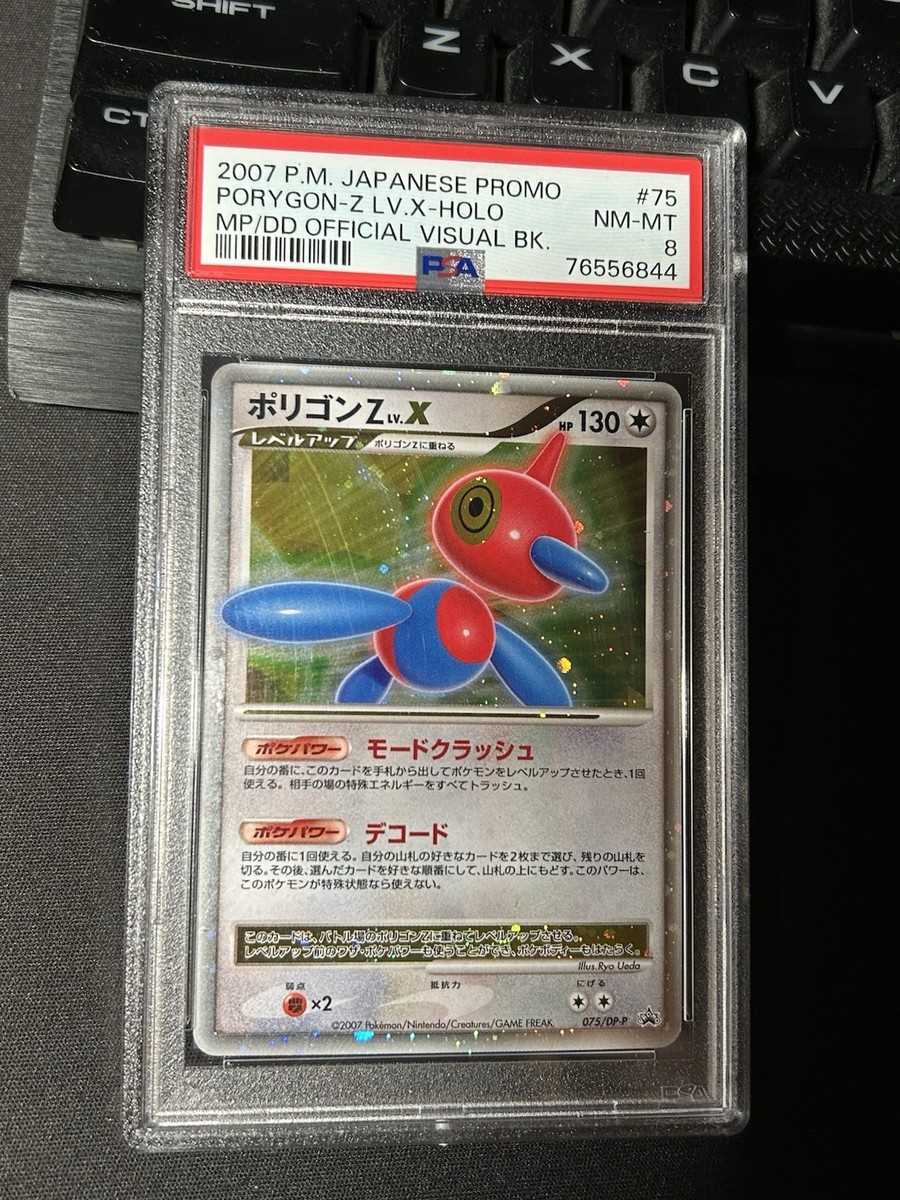 SHIFT
Z
X
C
V
CT
2007 P.M. JAPANESE PROMO #75
PORYGON-Z LV.X-HOLO NM-MT
MP/DD OFFICIAL VISUAL BK. 8
PSA 76556844
ポリゴンZ LV.X HP 130
レベルアップ ポリゴンZに重ねる
ポケパワー モードクラッシュ
自分の番に、このカードを手札から出してポケモンをレベルアップさせたとき、1回
使える。相手の場の特殊エネルギーをすべてトラッシュ。
ポケパワー デコード
自分の番に1回使える。自分の山札の好きなカードを2枚まで選び、残りの山札を
切る。その後、選んだカードを好きな順番にして、山札の上にもどす。このパワーは、
このポケモンが特殊状態なら使えない。
このカードは、バトル場のポリゴンZに重ねてレベルアップさせる。
レベルアップ前のワザ・ポケパワーも使うことができ、ポケボディーもはたらく。
Illus.Ryo Ueda
弱点 抵抗力 にげる
×2
©2007 Pokémon/Nintendo/Creatures/GAME FREAK 075/DP-P
PSA